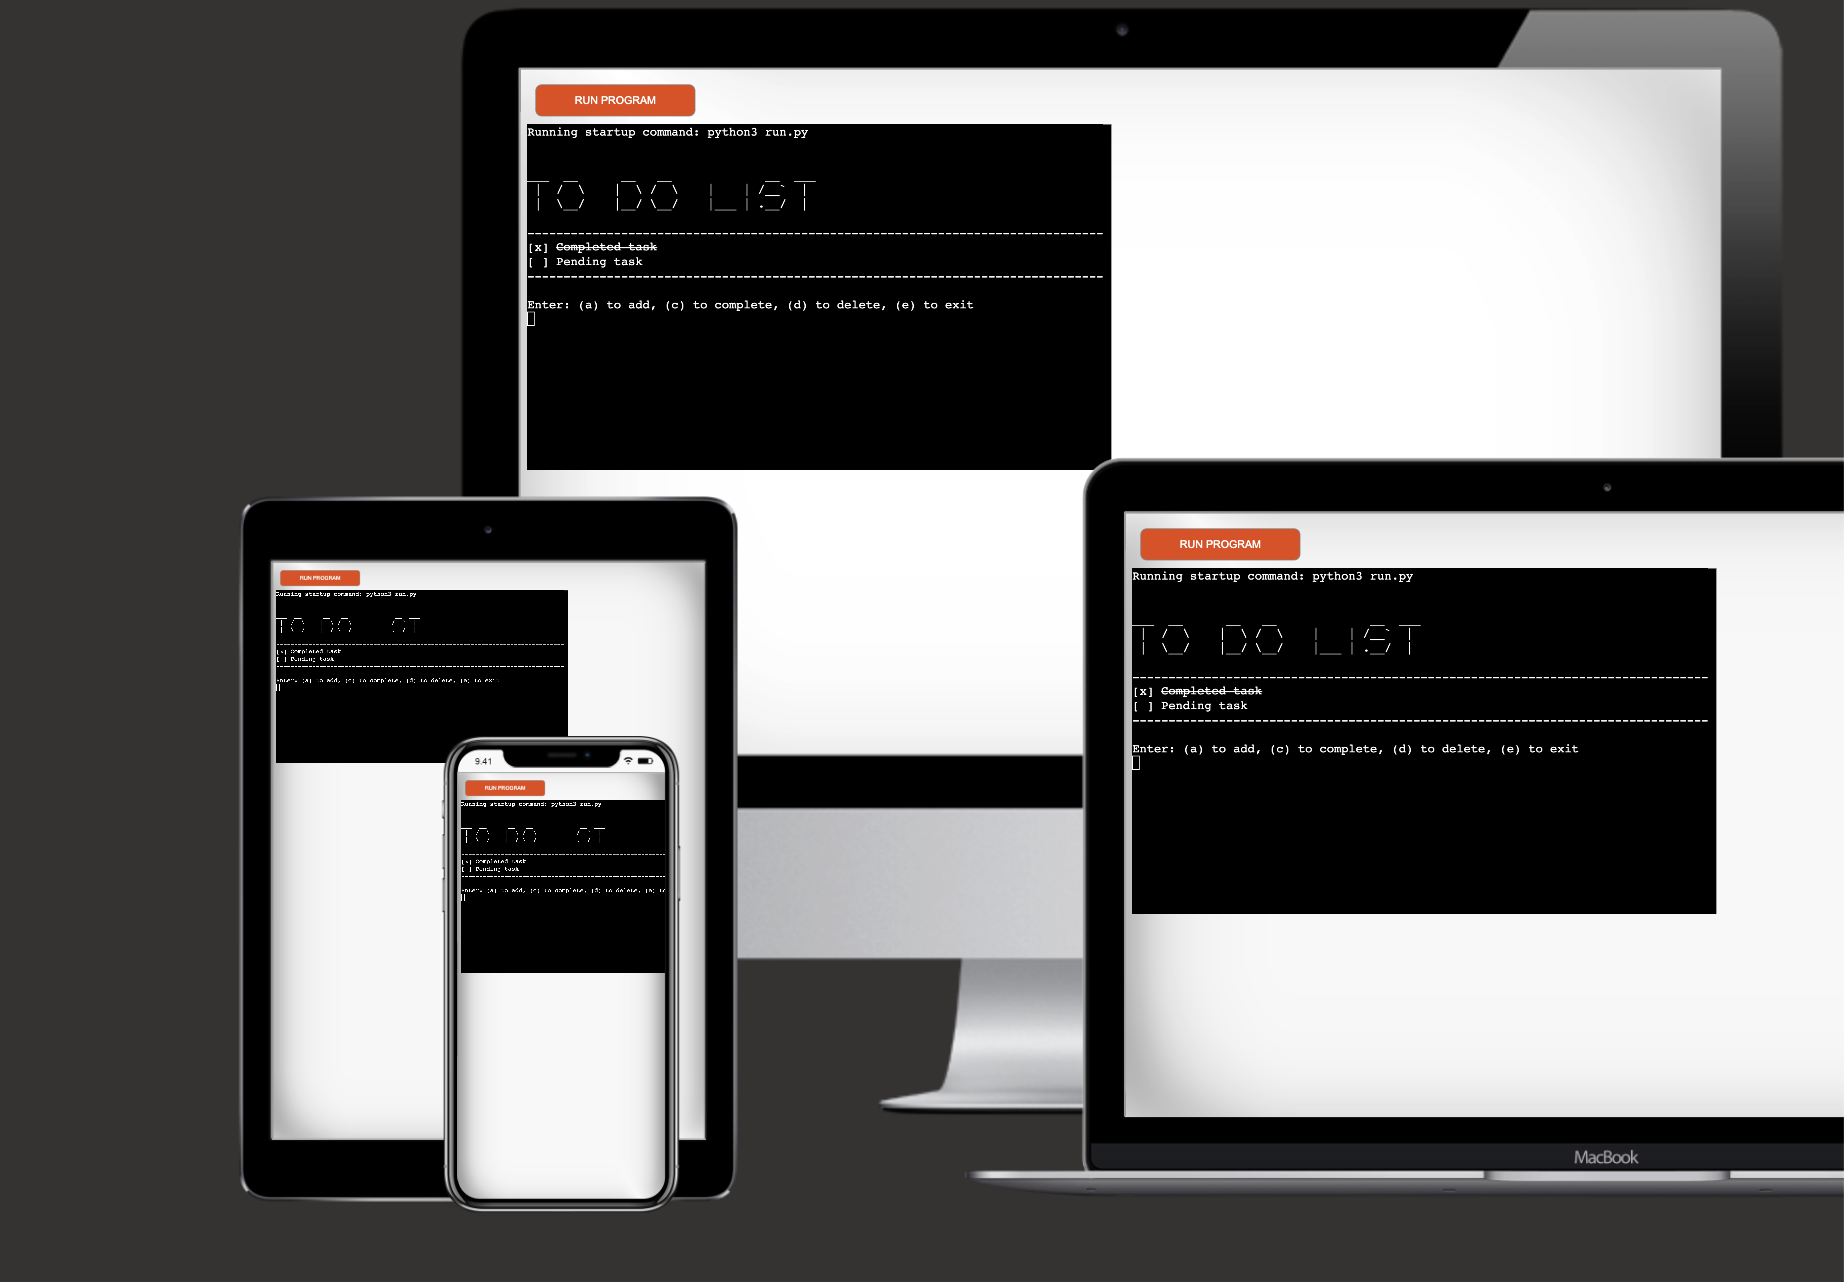 RUN PROGRAM
Running startup command: python3 run.py
TO DO LIST
--------------------------------------------------------------------------------
[x] Completed task
[ ] Pending task
--------------------------------------------------------------------------------
Enter: (a) to add, (c) to complete, (d) to delete, (e) to exit
RUN PROGRAM
Running startup command: python3 run.py
TO DO LIST
--------------------------------------------------------------------------------
[x] Completed task
[ ] Pending task
--------------------------------------------------------------------------------
Enter: (a) to add, (c) to complete, (d) to delete, (e) to exit
MacBook
RUN PROGRAM
Running startup command: python3 run.py
TO DO ST
--------------------------------------------------------------------------------
[x] Completed task
[ ] Pending task
--------------------------------------------------------------------------------
Enter: (a) to add, (c) to complete, (d) to delete, (e) to exit
9.41
RUN PROGRAM
Running startup command: python3 run.py
TO DO ST
---------------------------------------------------------
[x] Completed task
[ ] Pending task
---------------------------------------------------------
Enter: (a) to add, (c) to complete, (d) to delete, (e) to